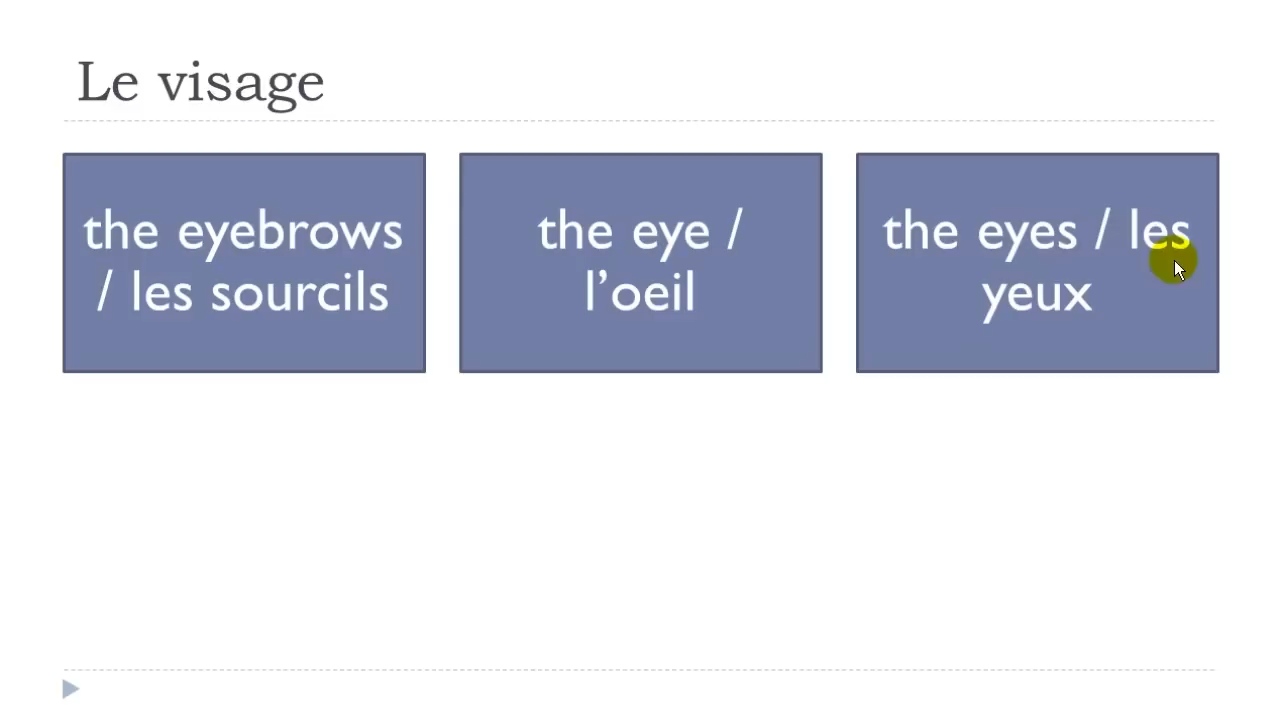 Le visage
the eyebrows
/ les sourcils
the eye /
l’oeil
the eyes / les
yeux